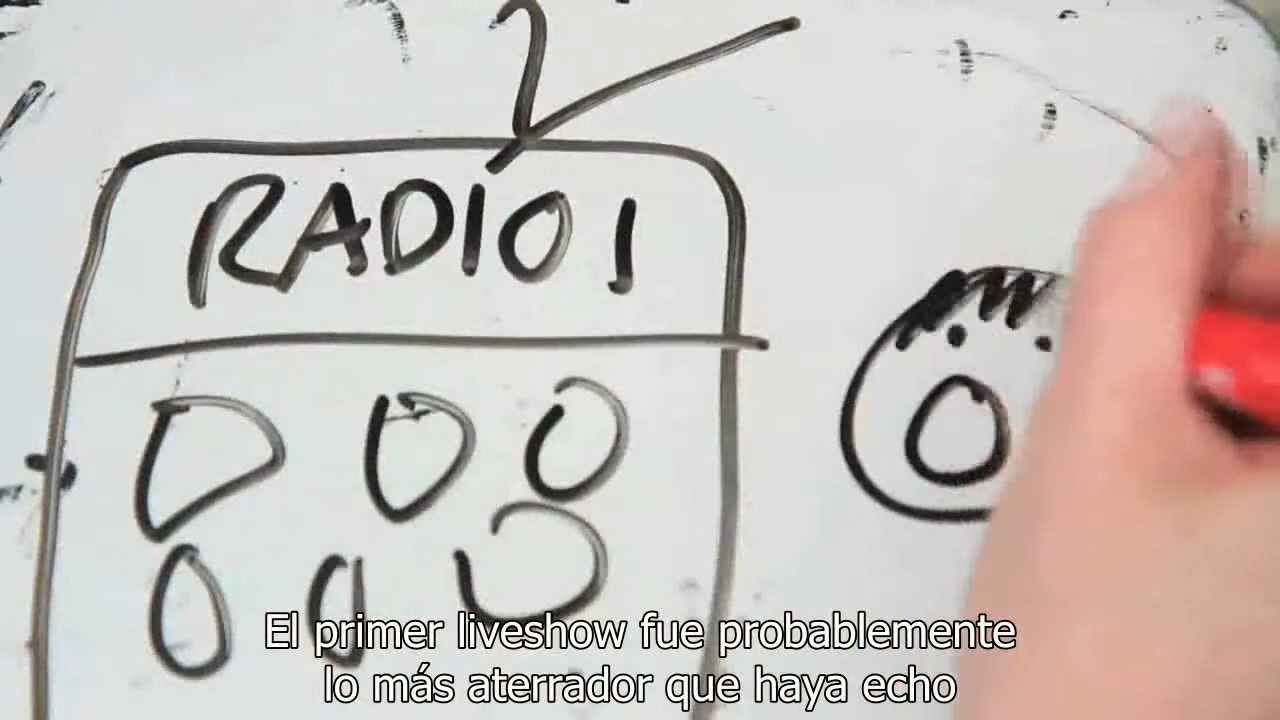 RADIO 1
El primer liveshow fue probablemente
lo más aterrador que haya echo